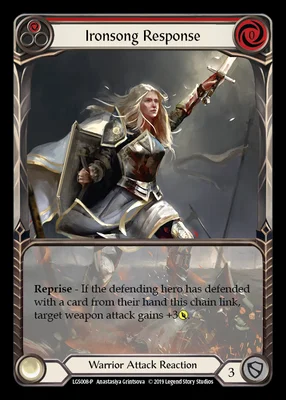 Ironsong Response
0
Reprise - If the defending hero has defended
with a card from their hand this chain link,
target weapon attack gains +3
Warrior Attack Reaction
3
LGS008-P Anastasiya Grintsova © 2019 Legend Story Studios